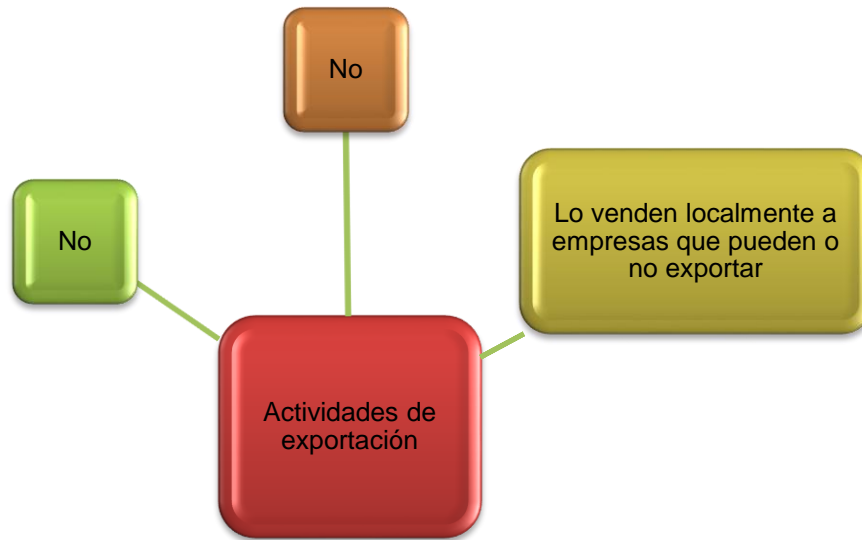 No
No
Lo venden localmente a
empresas que pueden o
no exportar
Actividades de
exportación